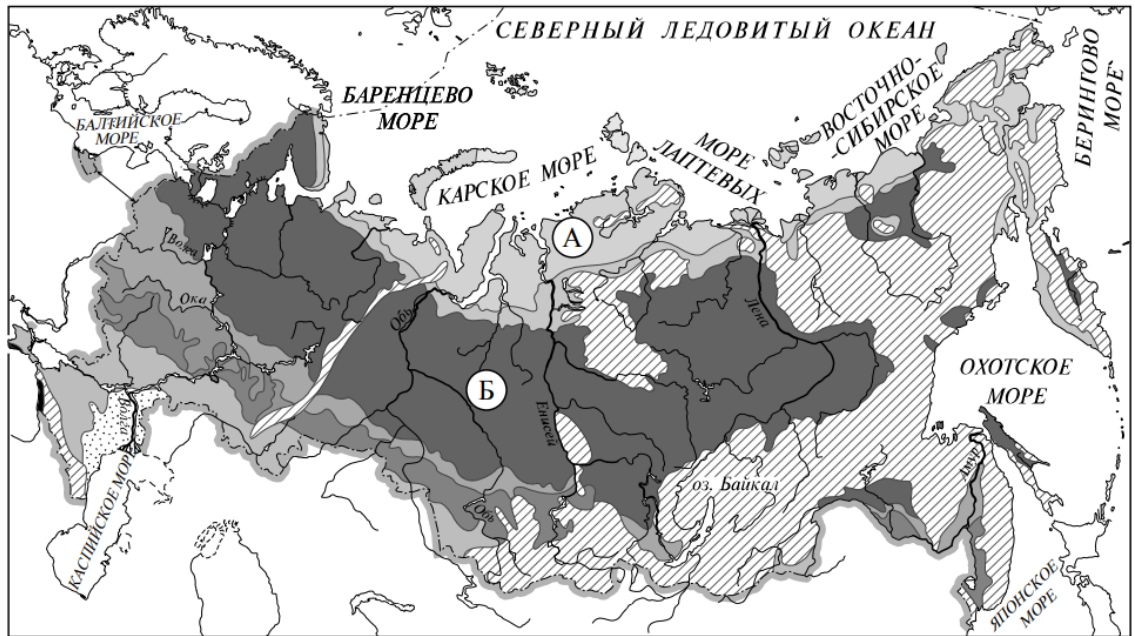 СЕВЕРНЫЙ ЛЕДОВИТЫЙ ОКЕАН
БАРЕНЦЕВО
МОРЕ
БАЛТИЙСКОЕ
МОРЕ
КАРСКОЕ МОРЕ
МОРЕ
ЛАПТЕВЫХ
ВОСТОЧНО-
-СИБИРСКОЕ
МОРЕ
БЕРИНГОВО
МОРЕ
А
Волга
Ока
Обь
Лена
Б
Енисей
ОХОТСКОЕ
МОРЕ
Волга
КАСПИЙСКОЕ МОРЕ
Обь
оз. Байкал
Амур
ЯПОНСКОЕ
МОРЕ